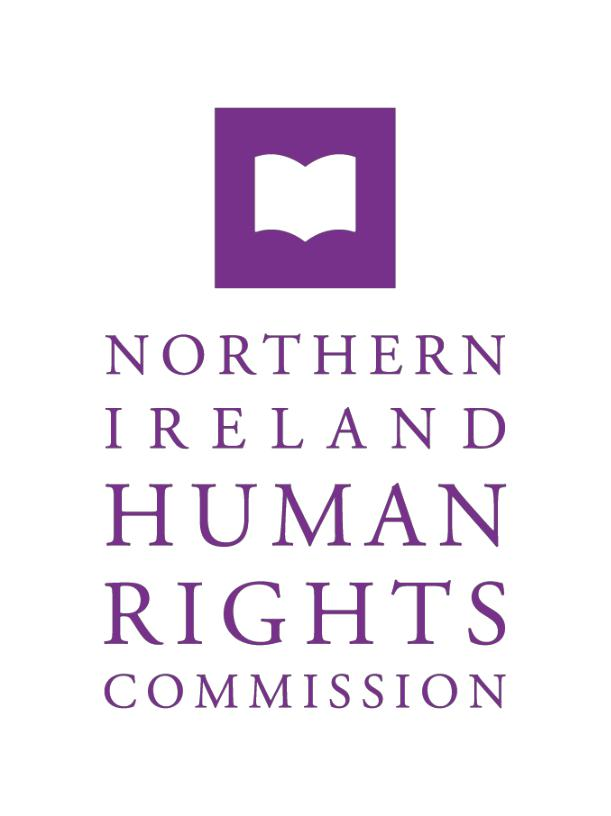 NORTHERN
IRELAND
HUMAN
RIGHTS
COMMISSION